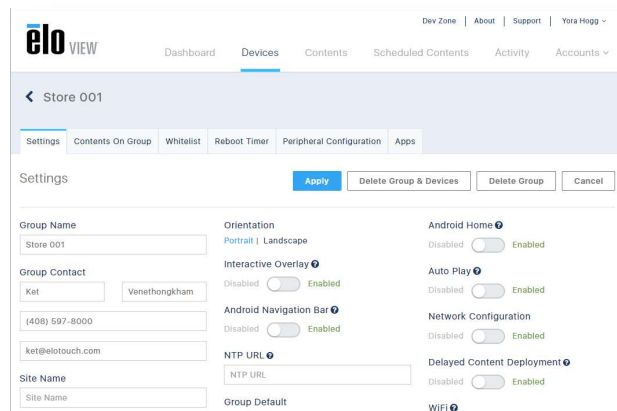 Dev Zone | About | Support | Yora Hogg
ēlo VIEW
Dashboard Devices Contents Scheduled Contents Activity Accounts
Store 001
Settings Contents On Group Whitelist Reboot Timer Peripheral Configuration Apps
Settings Apply Delete Group & Devices Delete Group Cancel
Group Name
Store 001
Group Contact
Ket Venethongkham
(408) 597-8000
ket@elotouch.com
Site Name
Site Name
Orientation
Portrait | Landscape
Interactive Overlay ?
Disabled Enabled
Android Navigation Bar ?
Disabled Enabled
NTP URL ?
NTP URL
Group Default
Android Home ?
Disabled Enabled
Auto Play ?
Disabled Enabled
Network Configuration
Disabled Enabled
Delayed Content Deployment ?
Disabled Enabled
WiFi ?